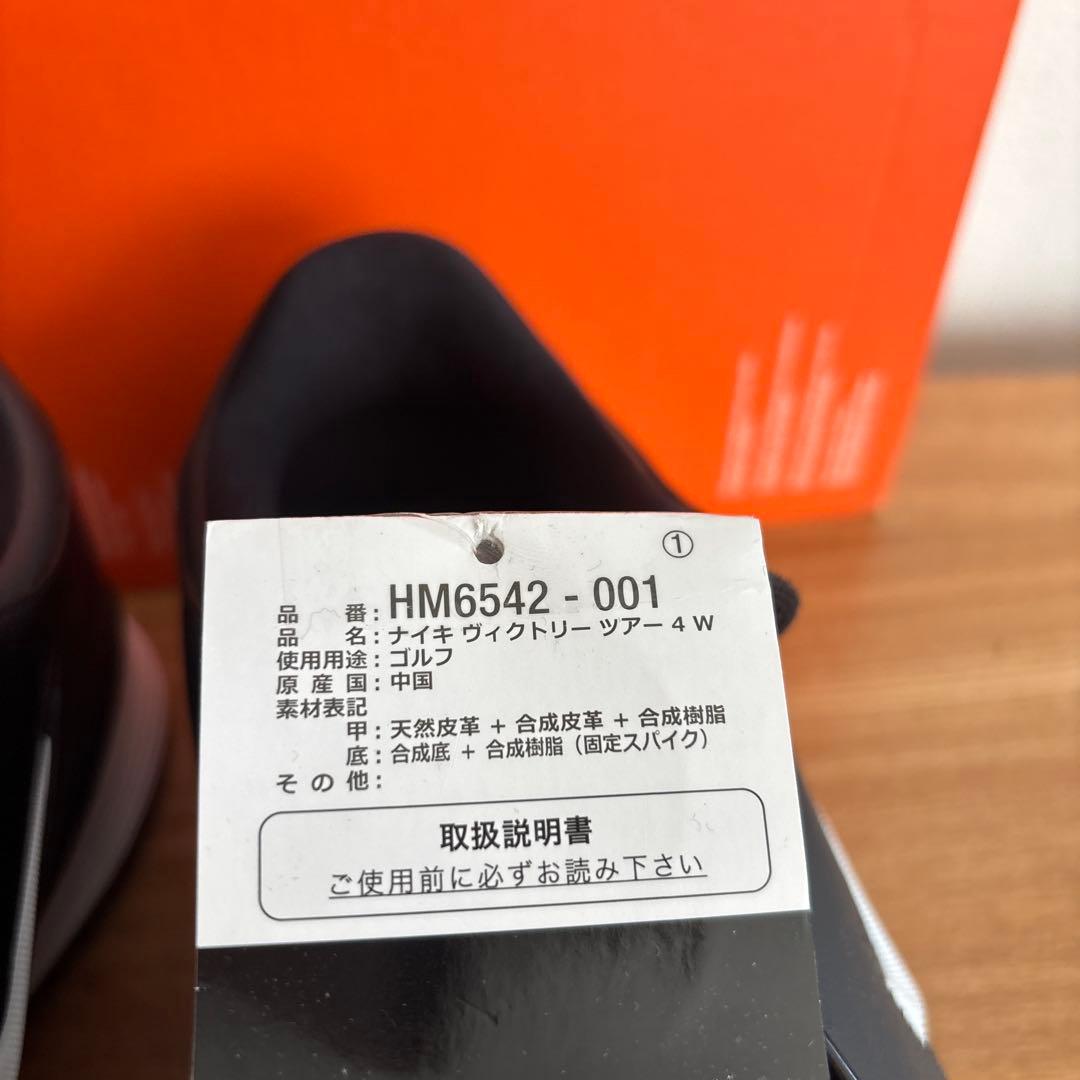 ①
品番：HM6542 - 001
品名：ナイキ ヴィクトリー ツアー 4 W
使用用途：ゴルフ
原産国：中国
素材表記
甲：天然皮革 + 合成皮革 + 合成樹脂
底：合成底 + 合成樹脂（固定スパイク）
その他：
取扱説明書
ご使用前に必ずお読み下さい